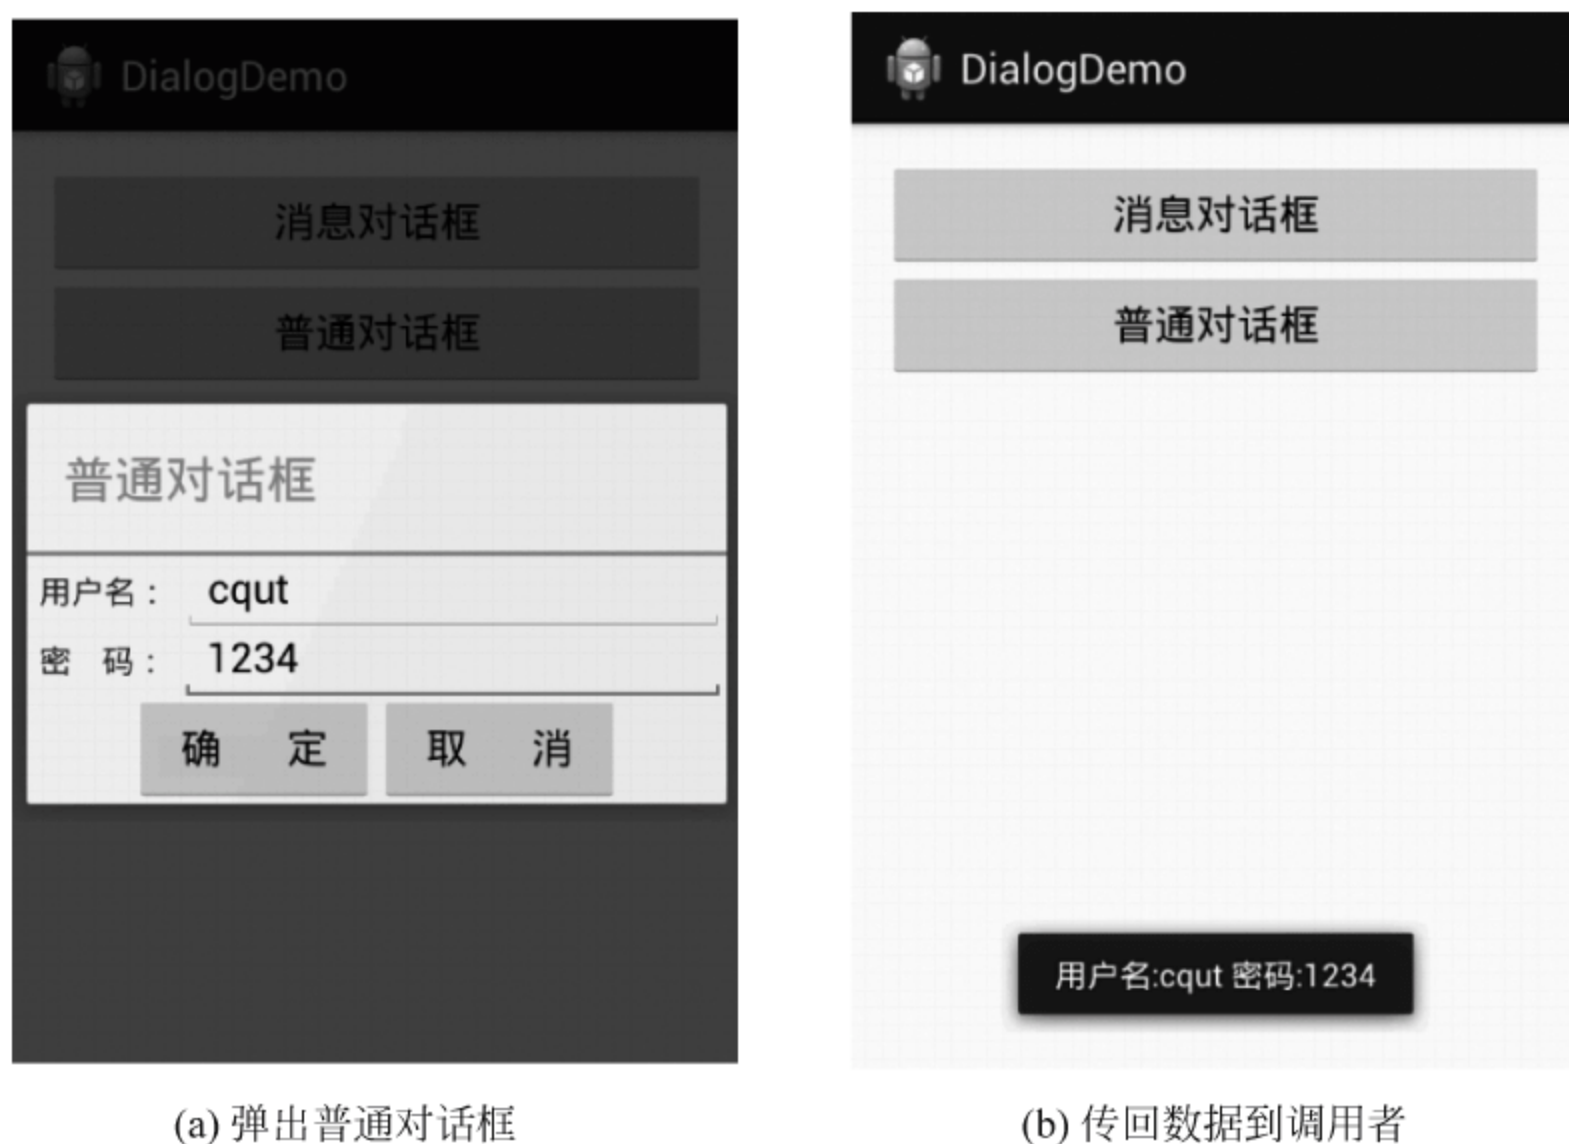 DialogDemo
消息对话框
普通对话框
普通对话框
用户名：
cqut
密 码：
1234
确 定
取 消
(a) 弹出普通对话框
DialogDemo
消息对话框
普通对话框
用户名:cqut 密码:1234
(b) 传回数据到调用者